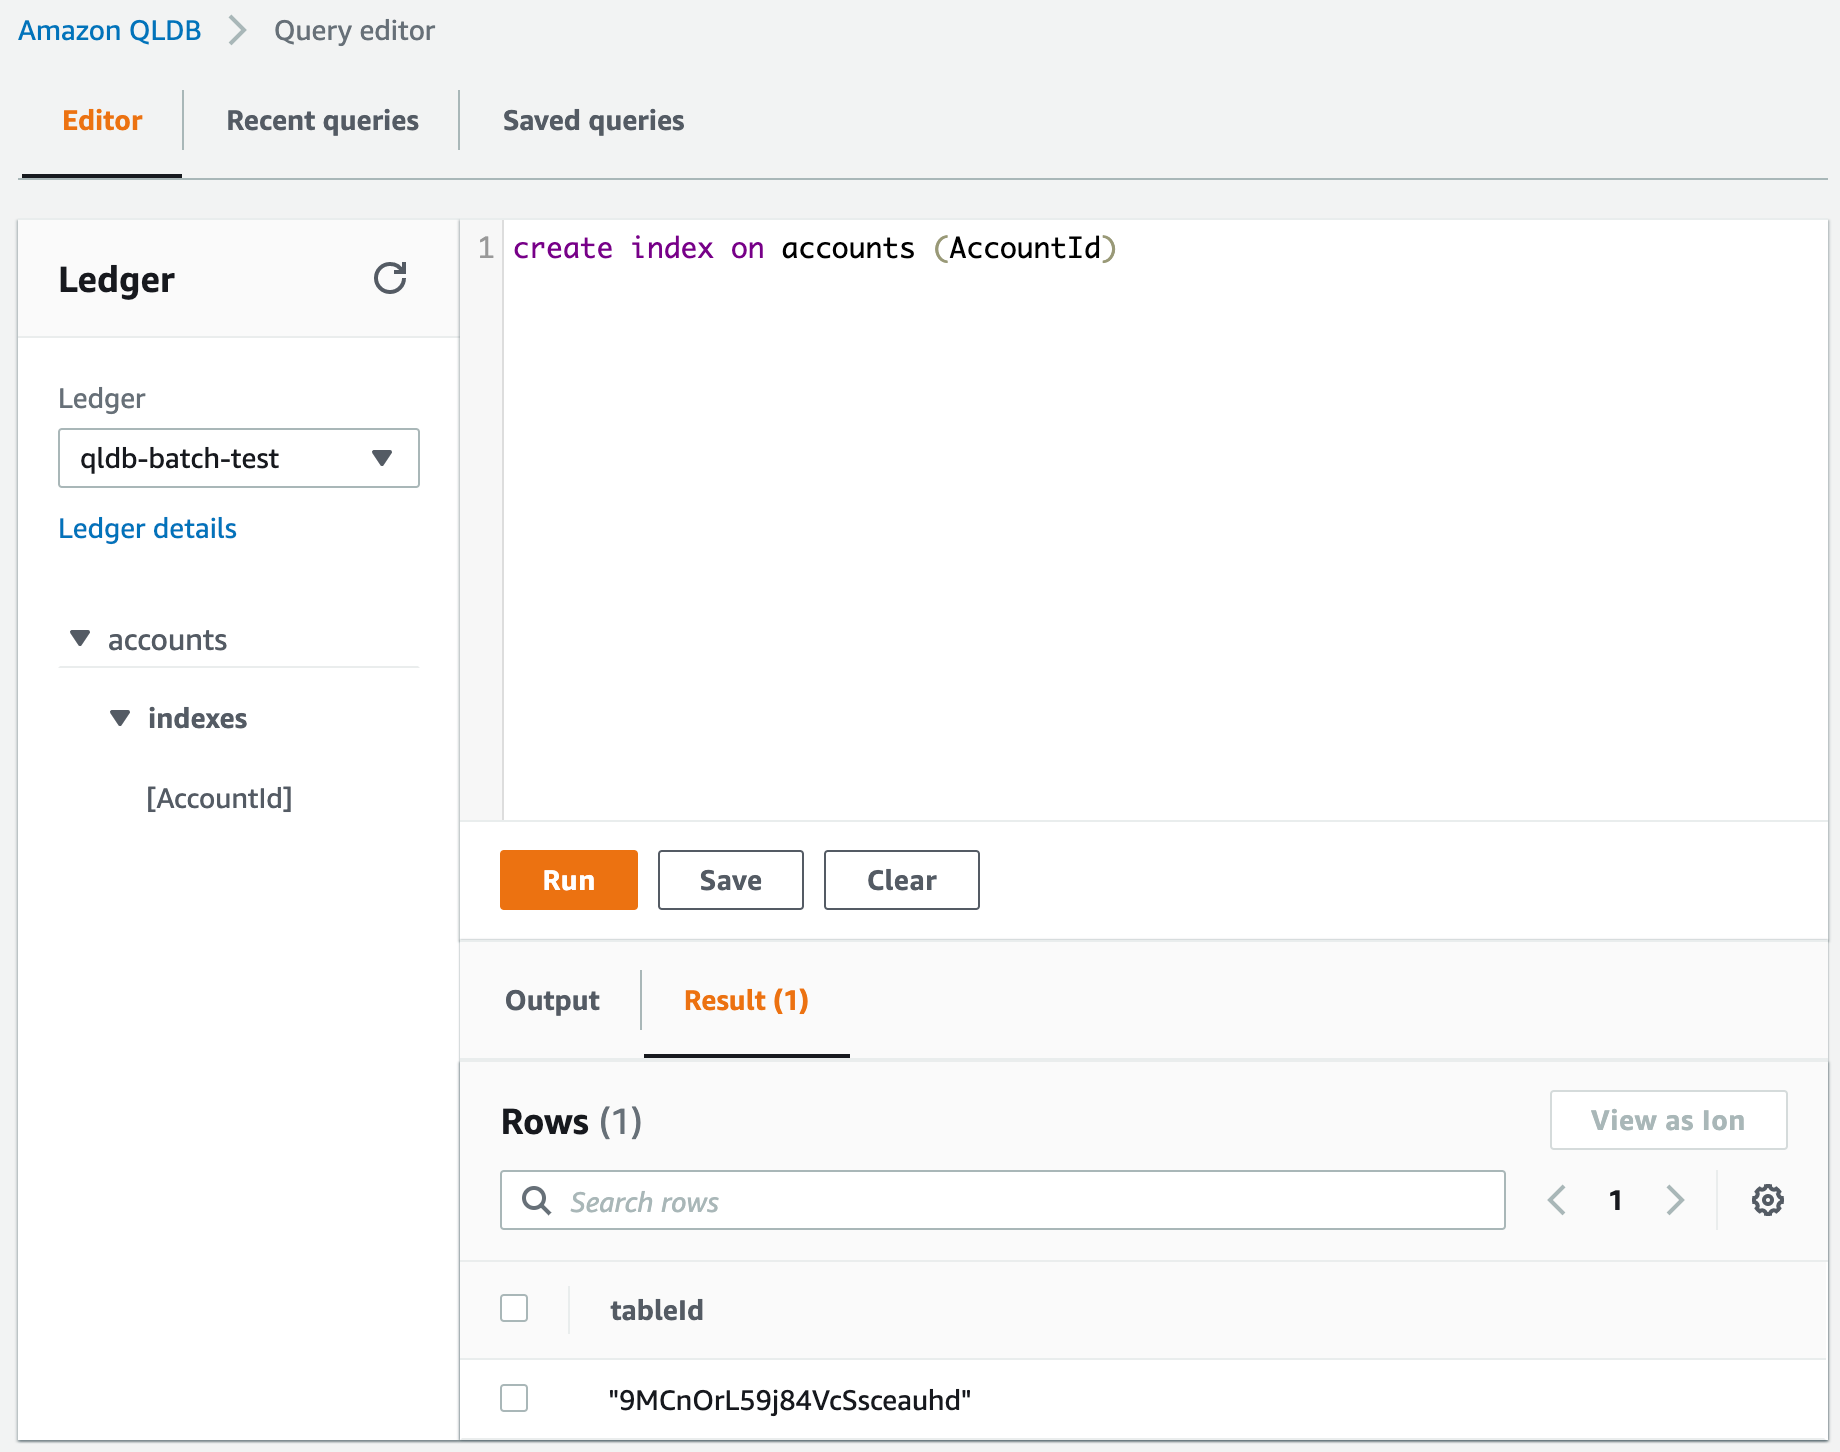 Amazon QLDB > Query editor
Editor
Recent queries
Saved queries
Ledger
Ledger
qldb-batch-test
Ledger details
accounts
indexes
[AccountId]
1 create index on accounts (AccountId)
Run
Save
Clear
Output
Result (1)
Rows (1)
View as Ion
Search rows
1
tableId
"9MCnOrL59j84VcSsceauhd"